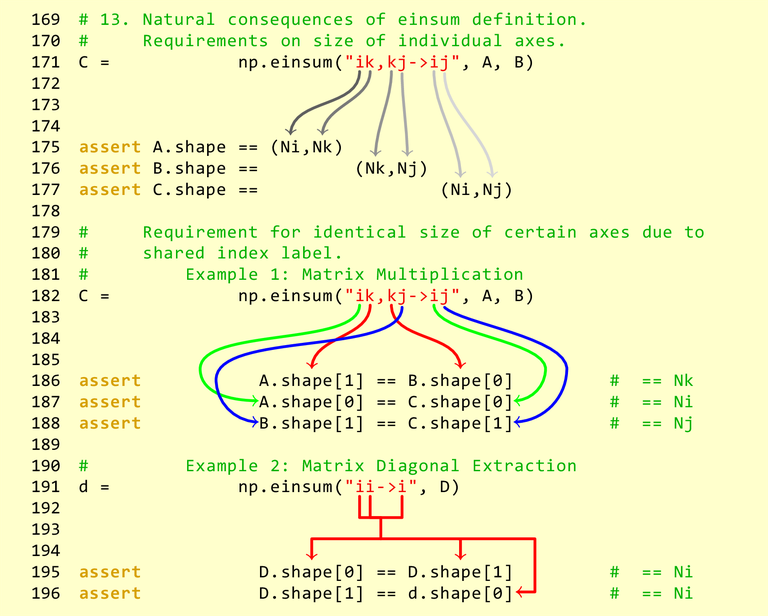 169 # 13. Natural consequences of einsum definition.
170 #     Requirements on size of individual axes.
171 C =            np.einsum("ik,kj->ij", A, B)
172
173
174
175 assert A.shape == (Ni,Nk)
176 assert B.shape ==         (Nk,Nj)
177 assert C.shape ==                 (Ni,Nj)
178
179 #     Requirement for identical size of certain axes due to
180 #     shared index label.
181 #         Example 1: Matrix Multiplication
182 C =            np.einsum("ik,kj->ij", A, B)
183
184
185
186 assert           A.shape[1] == B.shape[0]         #  == Nk
187 assert           A.shape[0] == C.shape[0]         #  == Ni
188 assert           B.shape[1] == C.shape[1]         #  == Nj
189
190 #         Example 2: Matrix Diagonal Extraction
191 d =            np.einsum("ii->i", D)
192
193
194
195 assert           D.shape[0] == D.shape[1]         #  == Ni
196 assert           D.shape[1] == d.shape[0]         #  == Ni